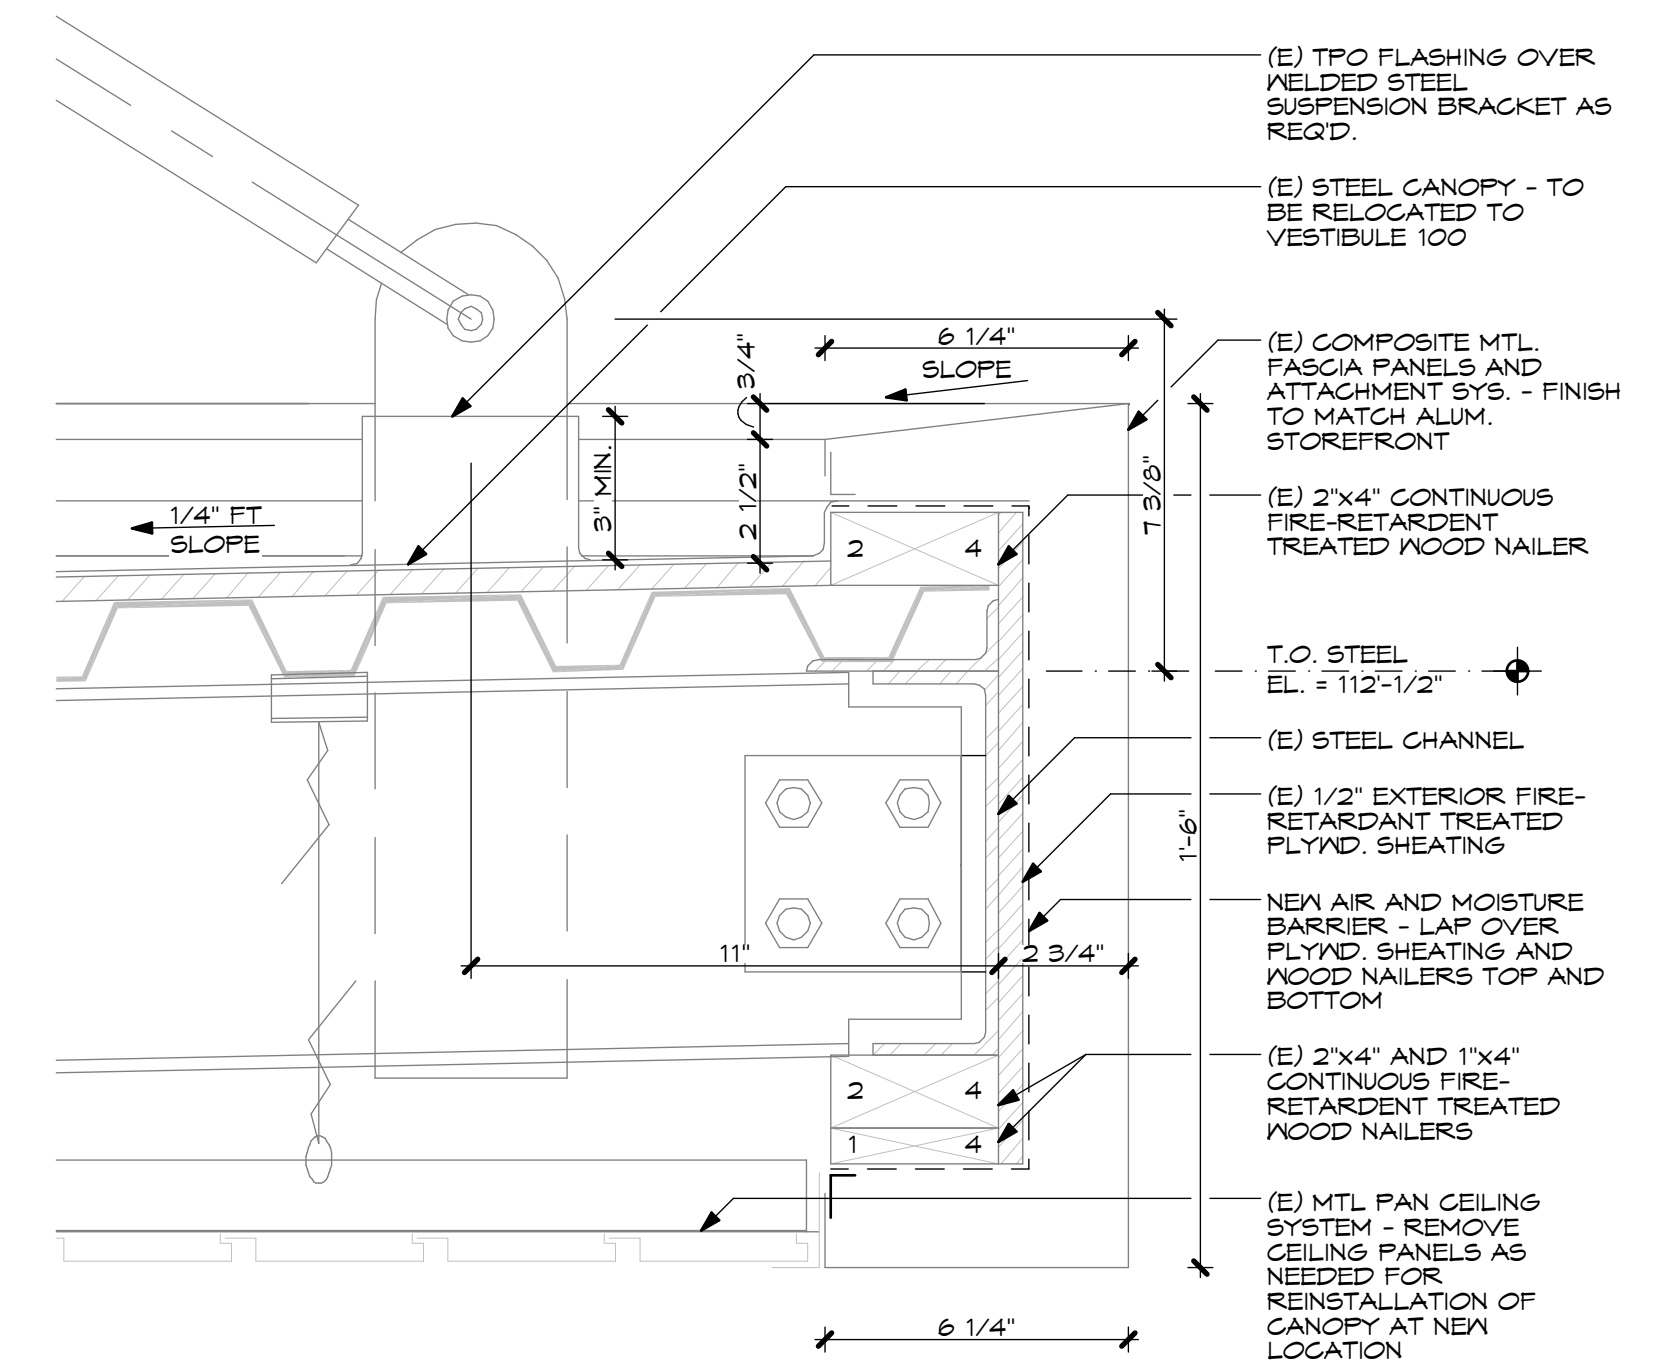 (E) TPO FLASHING OVER
WELDED STEEL
SUSPENSION BRACKET AS
REQ'D.
(E) STEEL CANOPY - TO
BE RELOCATED TO
VESTIBULE 100
6 1/4"
SLOPE
3/4"
(E) COMPOSITE MTL.
FASCIA PANELS AND
ATTACHMENT SYS. - FINISH
TO MATCH ALUM.
STOREFRONT
7 3/8"
3" MIN.
2 1/2"
1/4" FT
SLOPE
2 4
(E) 2"x4" CONTINUOUS
FIRE-RETARDENT
TREATED WOOD NAILER
T.O. STEEL
EL. = 112'-1/2"
(E) STEEL CHANNEL
(E) 1/2" EXTERIOR FIRE-
RETARDANT TREATED
PLYWD. SHEATING
1'-6"
NEW AIR AND MOISTURE
BARRIER - LAP OVER
PLYWD. SHEATING AND
WOOD NAILERS TOP AND
BOTTOM
11"
2 3/4"
(E) 2"x4" AND 1"x4"
CONTINUOUS FIRE-
RETARDENT TREATED
WOOD NAILERS
2 4
1 4
(E) MTL PAN CEILING
SYSTEM - REMOVE
CEILING PANELS AS
NEEDED FOR
REINSTALLATION OF
CANOPY AT NEW
LOCATION
6 1/4"